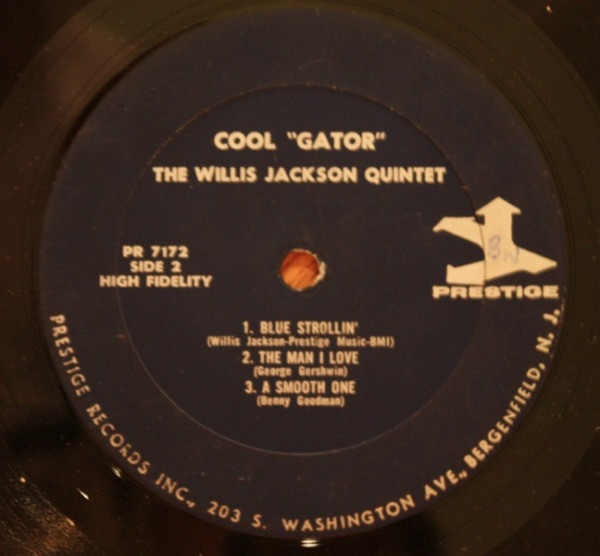 COOL "GATOR"
THE WILLIS JACKSON QUINTET
PR 7172
SIDE 2
HIGH FIDELITY
BW
PRESTIGE
1. BLUE STROLLIN'
(Willis Jackson-Prestige Music-BMI)
2. THE MAN I LOVE
(George Gershwin)
3. A SMOOTH ONE
(Benny Goodman)
PRESTIGE RECORDS INC., 203 S. WASHINGTON AVE., BERGENFIELD, N. J.